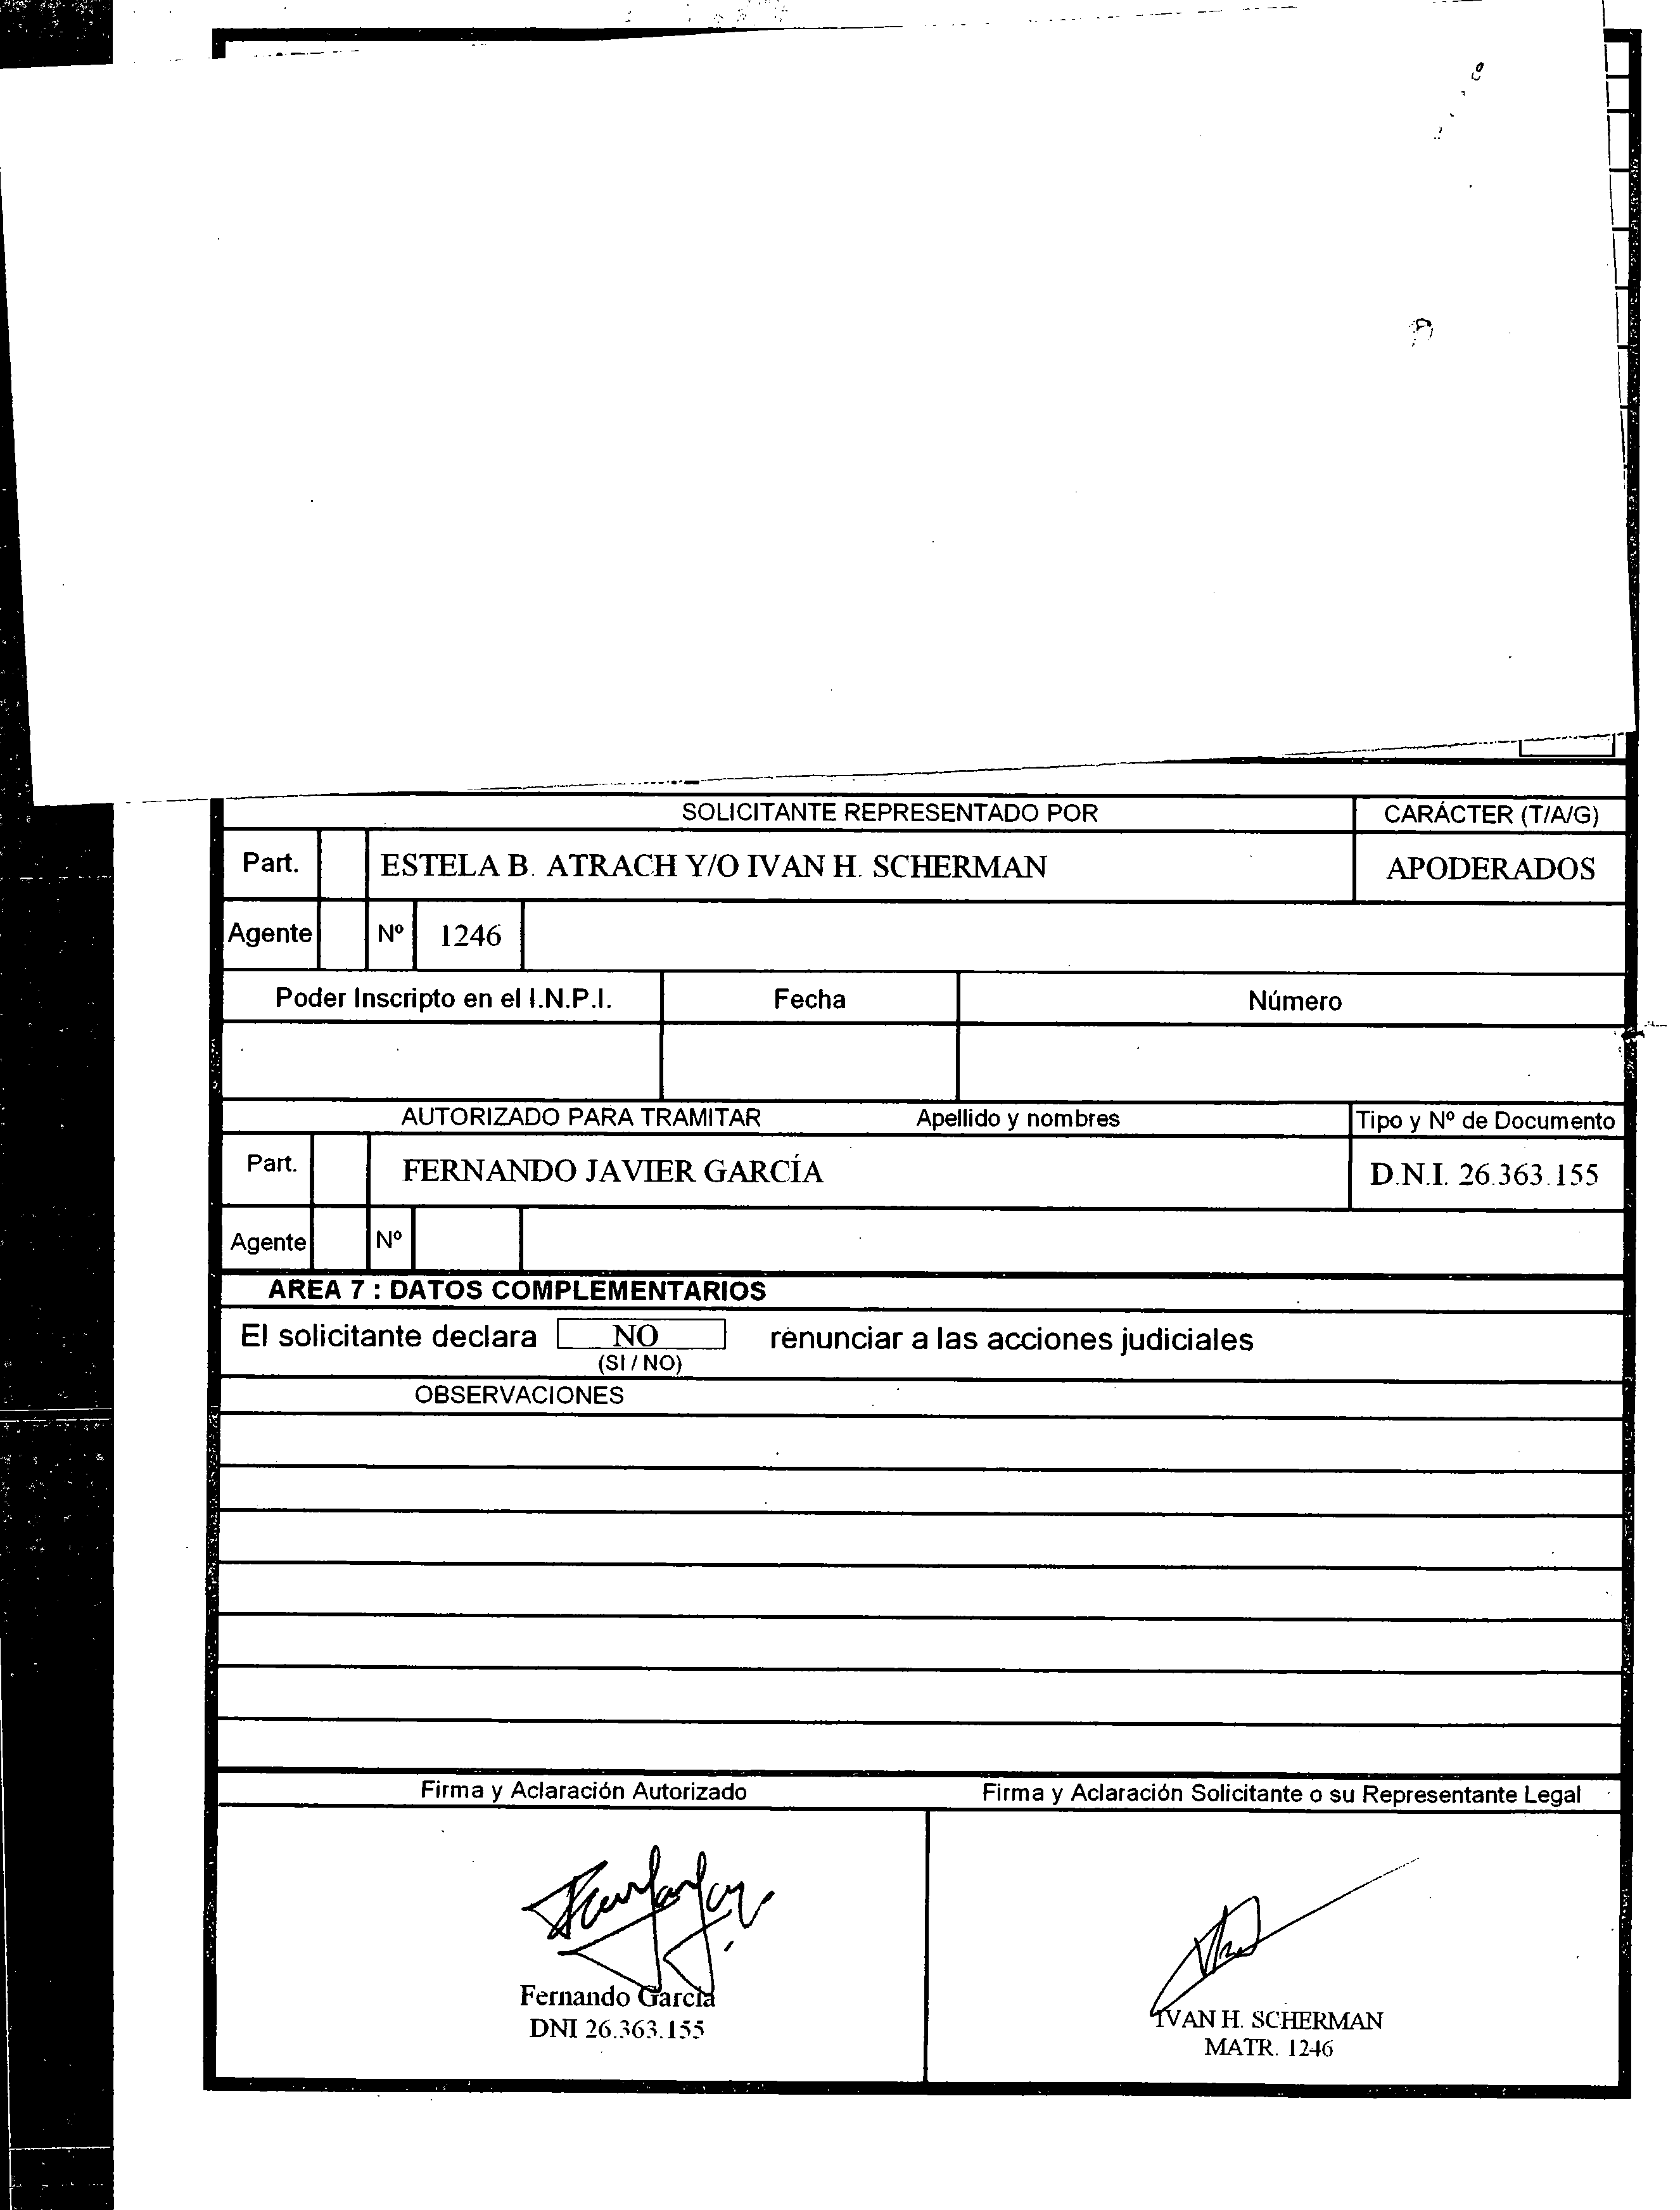 SOLICITANTE REPRESENTADO POR CARÁCTER (T/A/G)
Part. ESTELA B. ATRACH Y/O IVAN H. SCHERMAN APODERADOS
Agente Nº 1246
Poder Inscripto en el I.N.P.I. Fecha Número
AUTORIZADO PARA TRAMITAR Apellido y nombres Tipo y Nº de Documento
Part. FERNANDO JAVIER GARCÍA D.N.I. 26.363.155
Agente Nº
AREA 7 : DATOS COMPLEMENTARIOS
El solicitante declara NO renunciar a las acciones judiciales
(SI / NO)
OBSERVACIONES
Firma y Aclaración Autorizado Firma y Aclaración Solicitante o su Representante Legal
Fernando García
DNI 26.363.155
IVAN H. SCHERMAN
MATR. 1246